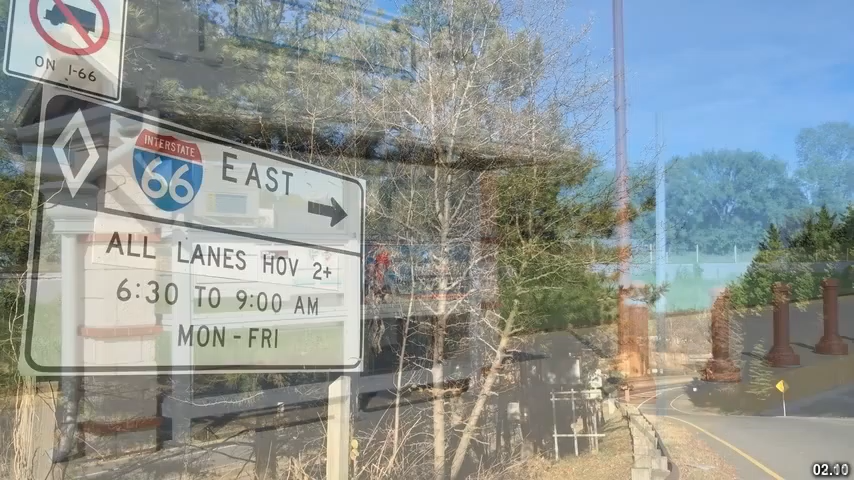 ON I-66
INTERSTATE
66
EAST
ALL LANES HOV 2+
6:30 TO 9:00 AM
MON-FRI
02.10